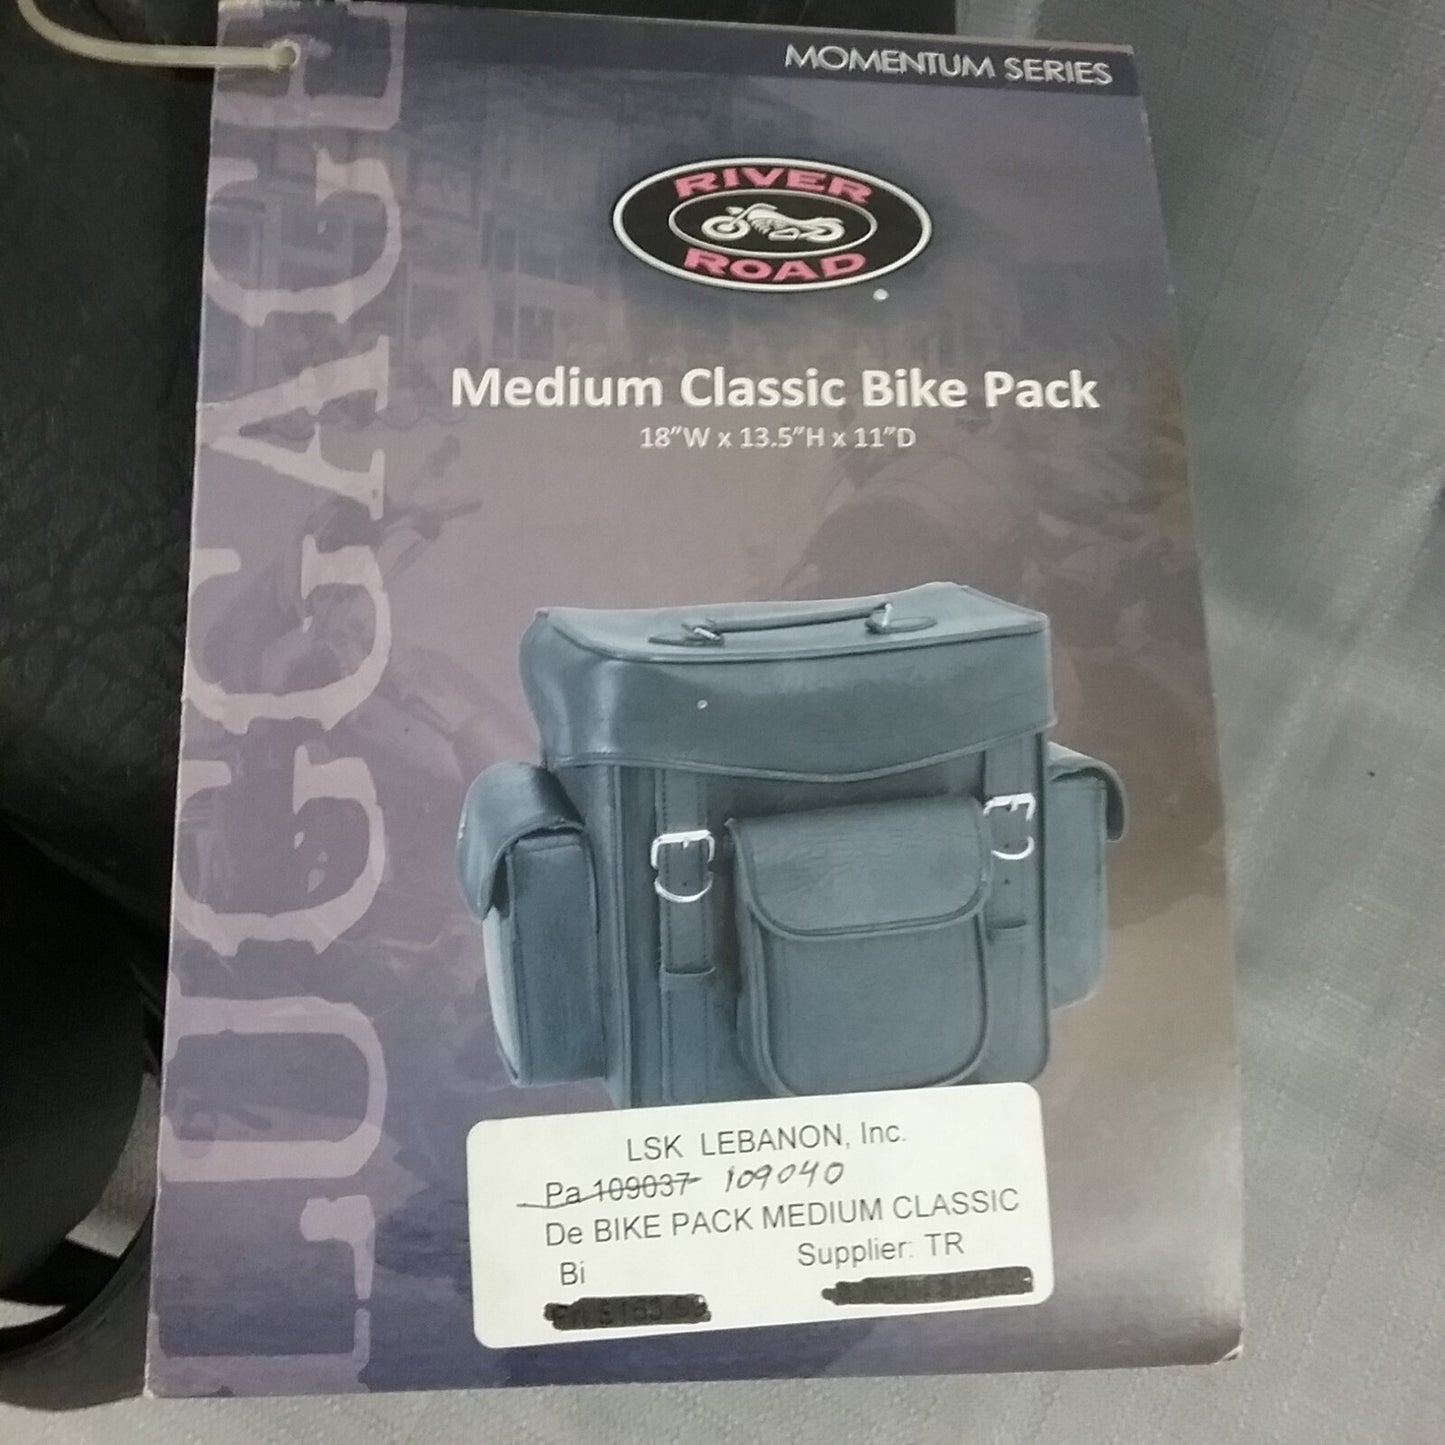 MOMENTUM SERIES
RIVER
ROAD
LUGGAGE
Medium Classic Bike Pack
18"W x 13.5"H x 11"D
LSK LEBANON, Inc.
Pa 109037 109040
De BIKE PACK MEDIUM CLASSIC
Bi Supplier: TR